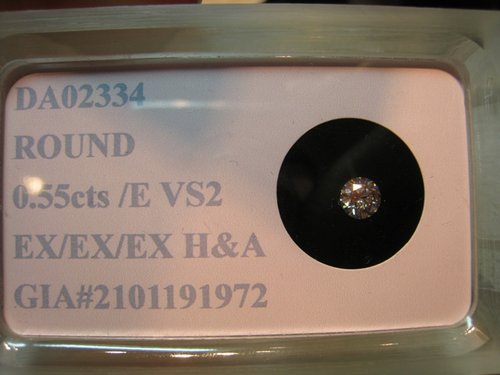 DA02334
ROUND
0.55cts /E VS2
EX/EX/EX H&A
GIA#2101191972